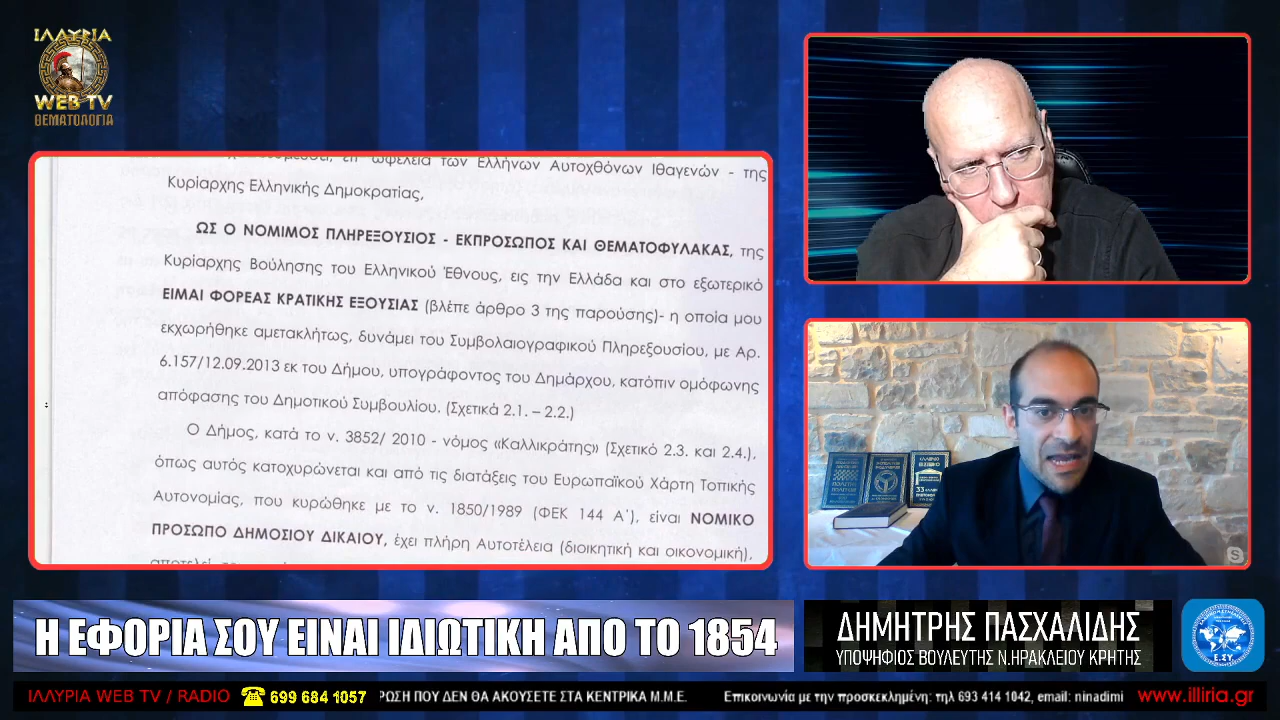 ΙΛΛΥΡΙΑ
WEB TV
ΘΕΜΑΤΟΛΟΓΙΑ
ωφελεία των Ελλήνων Αυτοχθόνων Ιθαγενών - της
Κυρίαρχης Ελληνικής Δημοκρατίας,
ΩΣ Ο ΝΟΜΙΜΟΣ ΠΛΗΡΕΞΟΥΣΙΟΣ - ΕΚΠΡΟΣΩΠΟΣ ΚΑΙ ΘΕΜΑΤΟΦΥΛΑΚΑΣ, της
Κυρίαρχης Βούλησης του Ελληνικού Έθνους, εις την Ελλάδα και στο εξωτερικό
ΕΙΜΑΙ ΦΟΡΕΑΣ ΚΡΑΤΙΚΗΣ ΕΞΟΥΣΙΑΣ (βλέπε άρθρο 3 της παρούσης)- η οποία μου
εκχωρήθηκε αμετακλήτως, δυνάμει του Συμβολαιογραφικού Πληρεξουσίου, με Αρ.
6.157/12.09.2013 εκ του Δήμου, υπογράφοντος του Δημάρχου, κατόπιν ομόφωνης
απόφασης του Δημοτικού Συμβουλίου. (Σχετικά 2.1. – 2.2.)
Ο Δήμος, κατά το ν. 3852/ 2010 - νόμος «Καλλικράτης» (Σχετικό 2.3. και 2.4.),
όπως αυτός κατοχυρώνεται και από τις διατάξεις του Ευρωπαϊκού Χάρτη Τοπικής
Αυτονομίας, που κυρώθηκε με το ν. 1850/1989 (ΦΕΚ 144 Α΄), είναι ΝΟΜΙΚΟ
ΠΡΟΣΩΠΟ ΔΗΜΟΣΙΟΥ ΔΙΚΑΙΟΥ, έχει πλήρη Αυτοτέλεια (διοικητική και οικονομική),
Η ΕΦΟΡΙΑ ΣΟΥ ΕΙΝΑΙ ΙΔΙΩΤΙΚΗ ΑΠΟ ΤΟ 1854
ΔΗΜΗΤΡΗΣ ΠΑΣΧΑΛΙΔΗΣ
ΥΠΟΨΗΦΙΟΣ ΒΟΥΛΕΥΤΗΣ Ν.ΗΡΑΚΛΕΙΟΥ ΚΡΗΤΗΣ
Ε.ΣΥ.
ΙΛΛΥΡΙΑ WEB TV / RADIO ☎ 699 684 1057 ΡΩΣΗ ΠΟΥ ΔΕΝ ΘΑ ΑΚΟΥΣΕΤΕ ΣΤΑ ΚΕΝΤΡΙΚΑ Μ.Μ.Ε. Επικοινωνία με την προσκεκλημένη: τηλ 693 414 1042, email: ninadimi www.illiria.gr